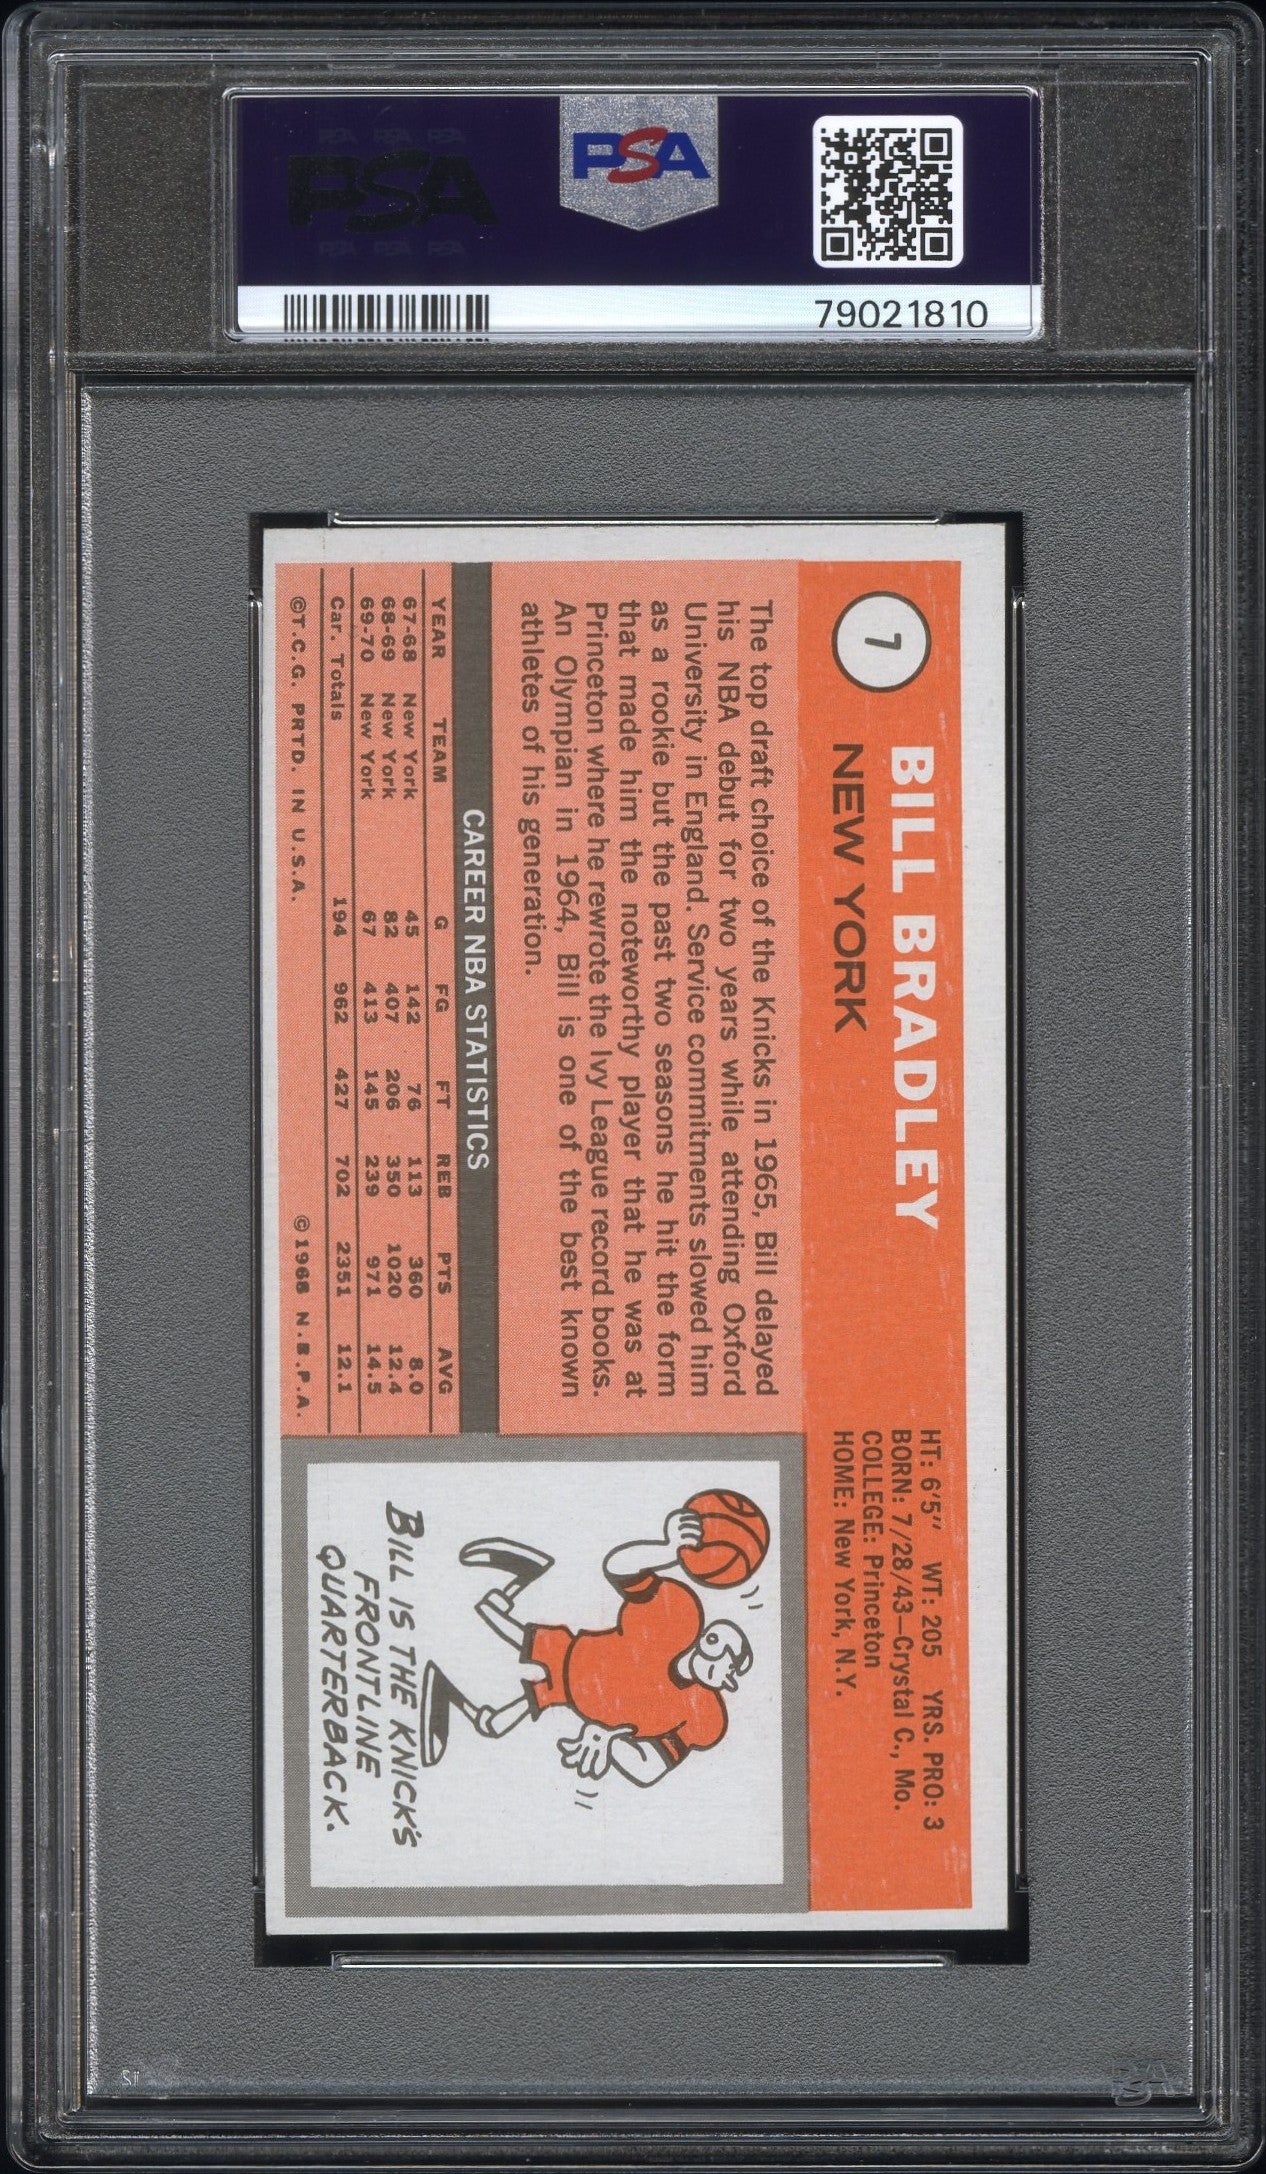 PSA
79021810
7
BILL BRADLEY
NEW YORK
HT: 6'5" WT: 205 YRS. PRO: 3
BORN: 7/28/43—Crystal C., Mo.
COLLEGE: Princeton
HOME: New York, N.Y.
The top draft choice of the Knicks in 1965, Bill delayed
his NBA debut for two years while attending Oxford
University in England. Service commitments slowed him
as a rookie but the past two seasons he hit the form
that made him the noteworthy player that he was at
Princeton where he rewrote the Ivy League record books.
An Olympian in 1964, Bill is one of the best known
athletes of his generation.
CAREER NBA STATISTICS
YEAR TEAM G FG FT REB PTS AVG
67-68 New York 45 142 76 113 360 8.0
68-69 New York 82 407 206 350 1020 12.4
69-70 New York 67 413 145 239 971 14.5
Car. Totals 194 962 427 702 2351 12.1
©T.C.G. PRTD. IN U.S.A. ©1968 N.B.P.A.
BILL IS THE KNICK'S
FRONTLINE
QUARTERBACK.
PSA